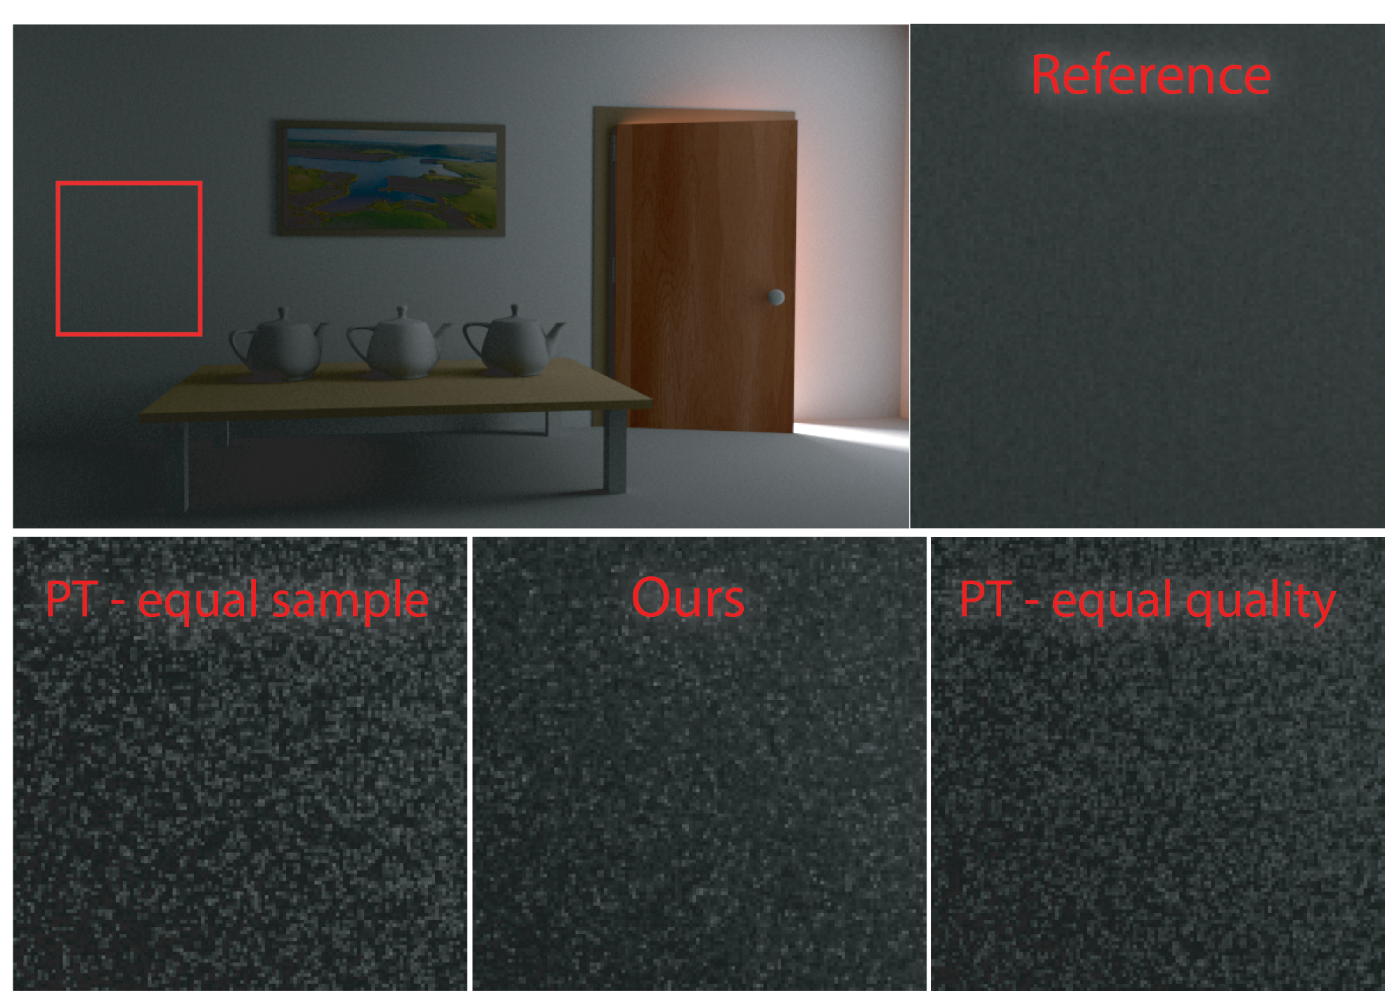 Reference
PT - equal sample
Ours
PT - equal quality